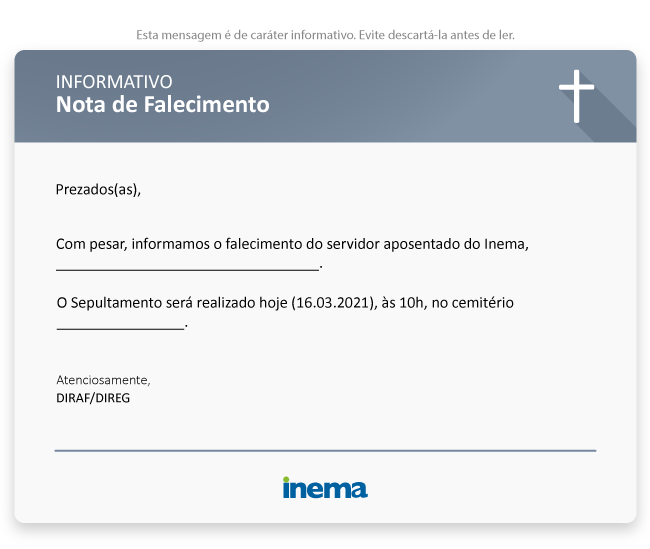 Esta mensagem é de caráter informativo. Evite descartá-la antes de ler.
INFORMATIVO
Nota de Falecimento
Prezados(as),
Com pesar, informamos o falecimento do servidor aposentado do Inema,
_________________________________.
O Sepultamento será realizado hoje (16.03.2021), às 10h, no cemitério
________________.
Atenciosamente,
DIRAF/DIREG
inema